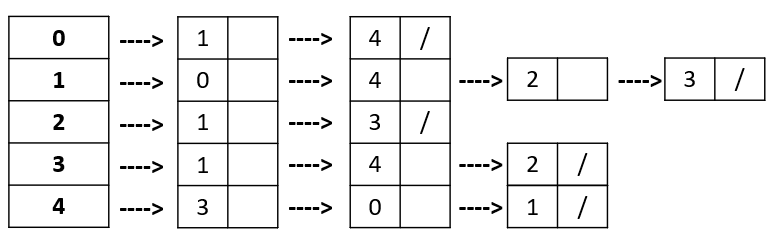 0 ----> 1 ----> 4 /
1 ----> 0 ----> 4 ----> 2 ----> 3 /
2 ----> 1 ----> 3 /
3 ----> 1 ----> 4 ----> 2 /
4 ----> 3 ----> 0 ----> 1 /